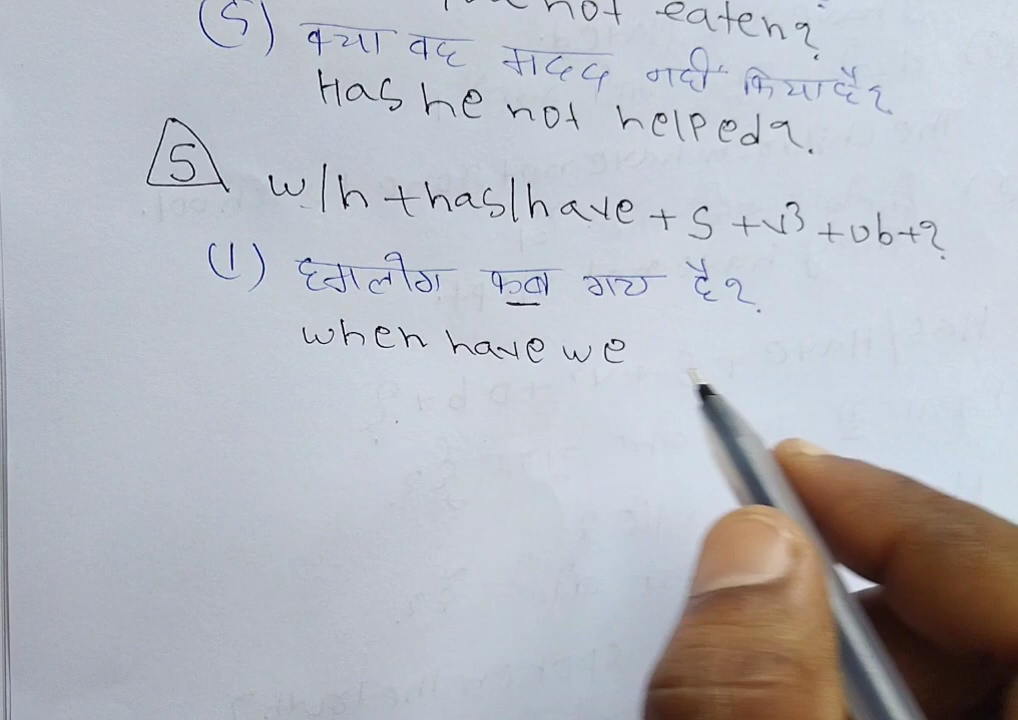 not eaten?
(5) क्या वह मदद नहीं किया है?
Has he not helped?.
5 w/h + has/have + S + v3 + ob+?
(1) हमलोग कब गए है?
when have we